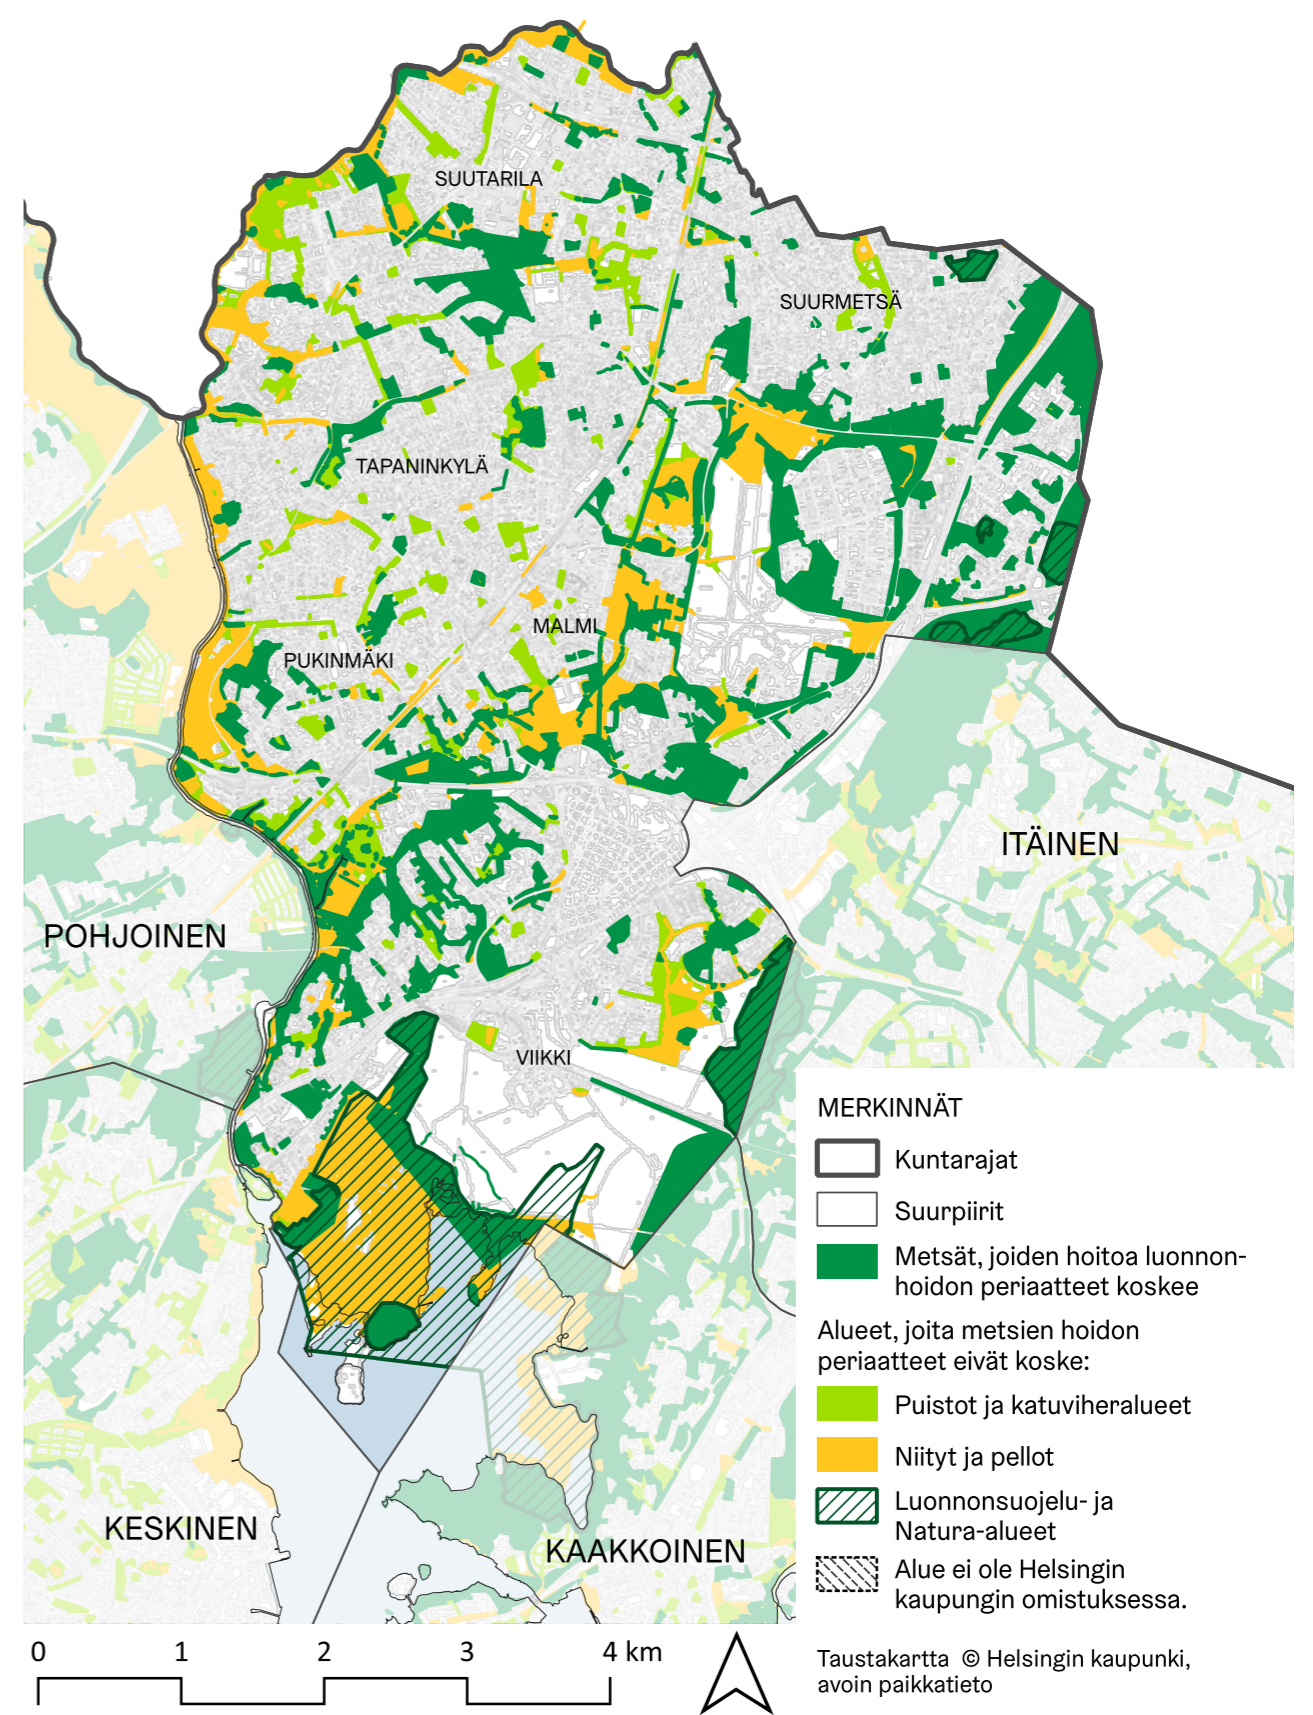 SUUTARILA
SUURMETSÄ
TAPANINKYLÄ
MALMI
PUKINMÄKI
ITÄINEN
POHJOINEN
VIIKKI
KESKINEN
KAAKKOINEN
MERKINNÄT
Kuntarajat
Suurpiirit
Metsät, joiden hoitoa luonnon-
hoidon periaatteet koskee
Alueet, joita metsien hoidon
periaatteet eivät koske:
Puistot ja katuviheralueet
Niityt ja pellot
Luonnonsuojelu- ja
Natura-alueet
Alue ei ole Helsingin
kaupungin omistuksessa.
Taustakartta © Helsingin kaupunki,
avoin paikkatieto
0 1 2 3 4 km